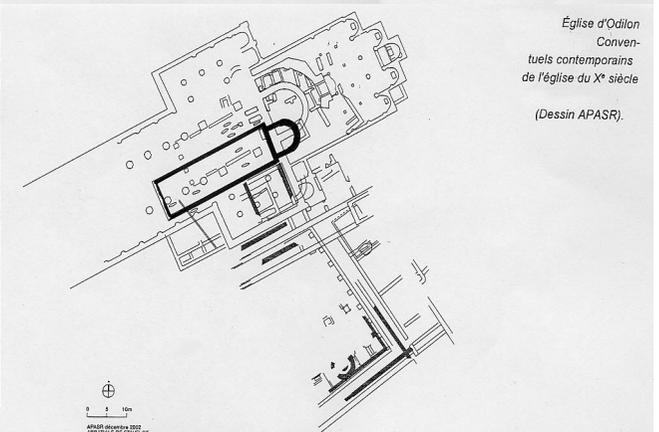 Église d'Odilon
Conven-
tuels contemporains
de l'église du Xe siècle
(Dessin APASR).
0 5 10m
APASR décembre 2002